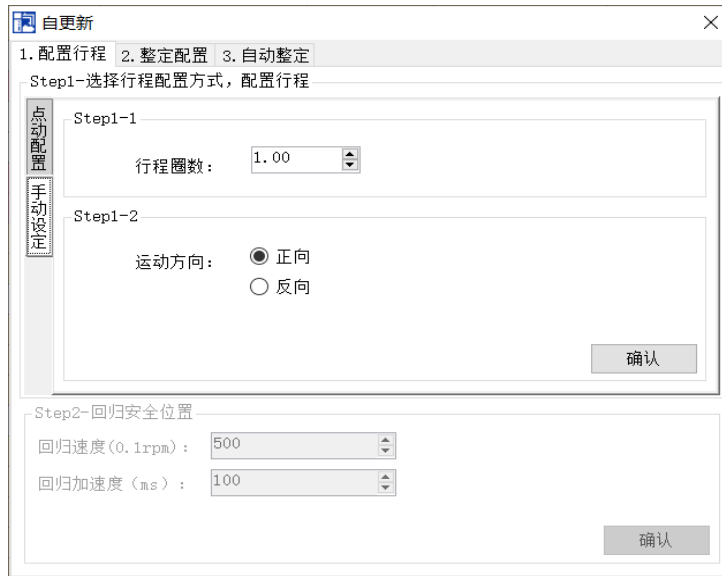 自更新
1.配置行程 2.整定配置 3.自动整定
Step1-选择行程配置方式，配置行程
点动配置
手动设定
Step1-1
行程圈数： 1.00
Step1-2
运动方向： 正向
反向
确认
Step2-回归安全位置
回归速度(0.1rpm)： 500
回归加速度（ms）： 100
确认